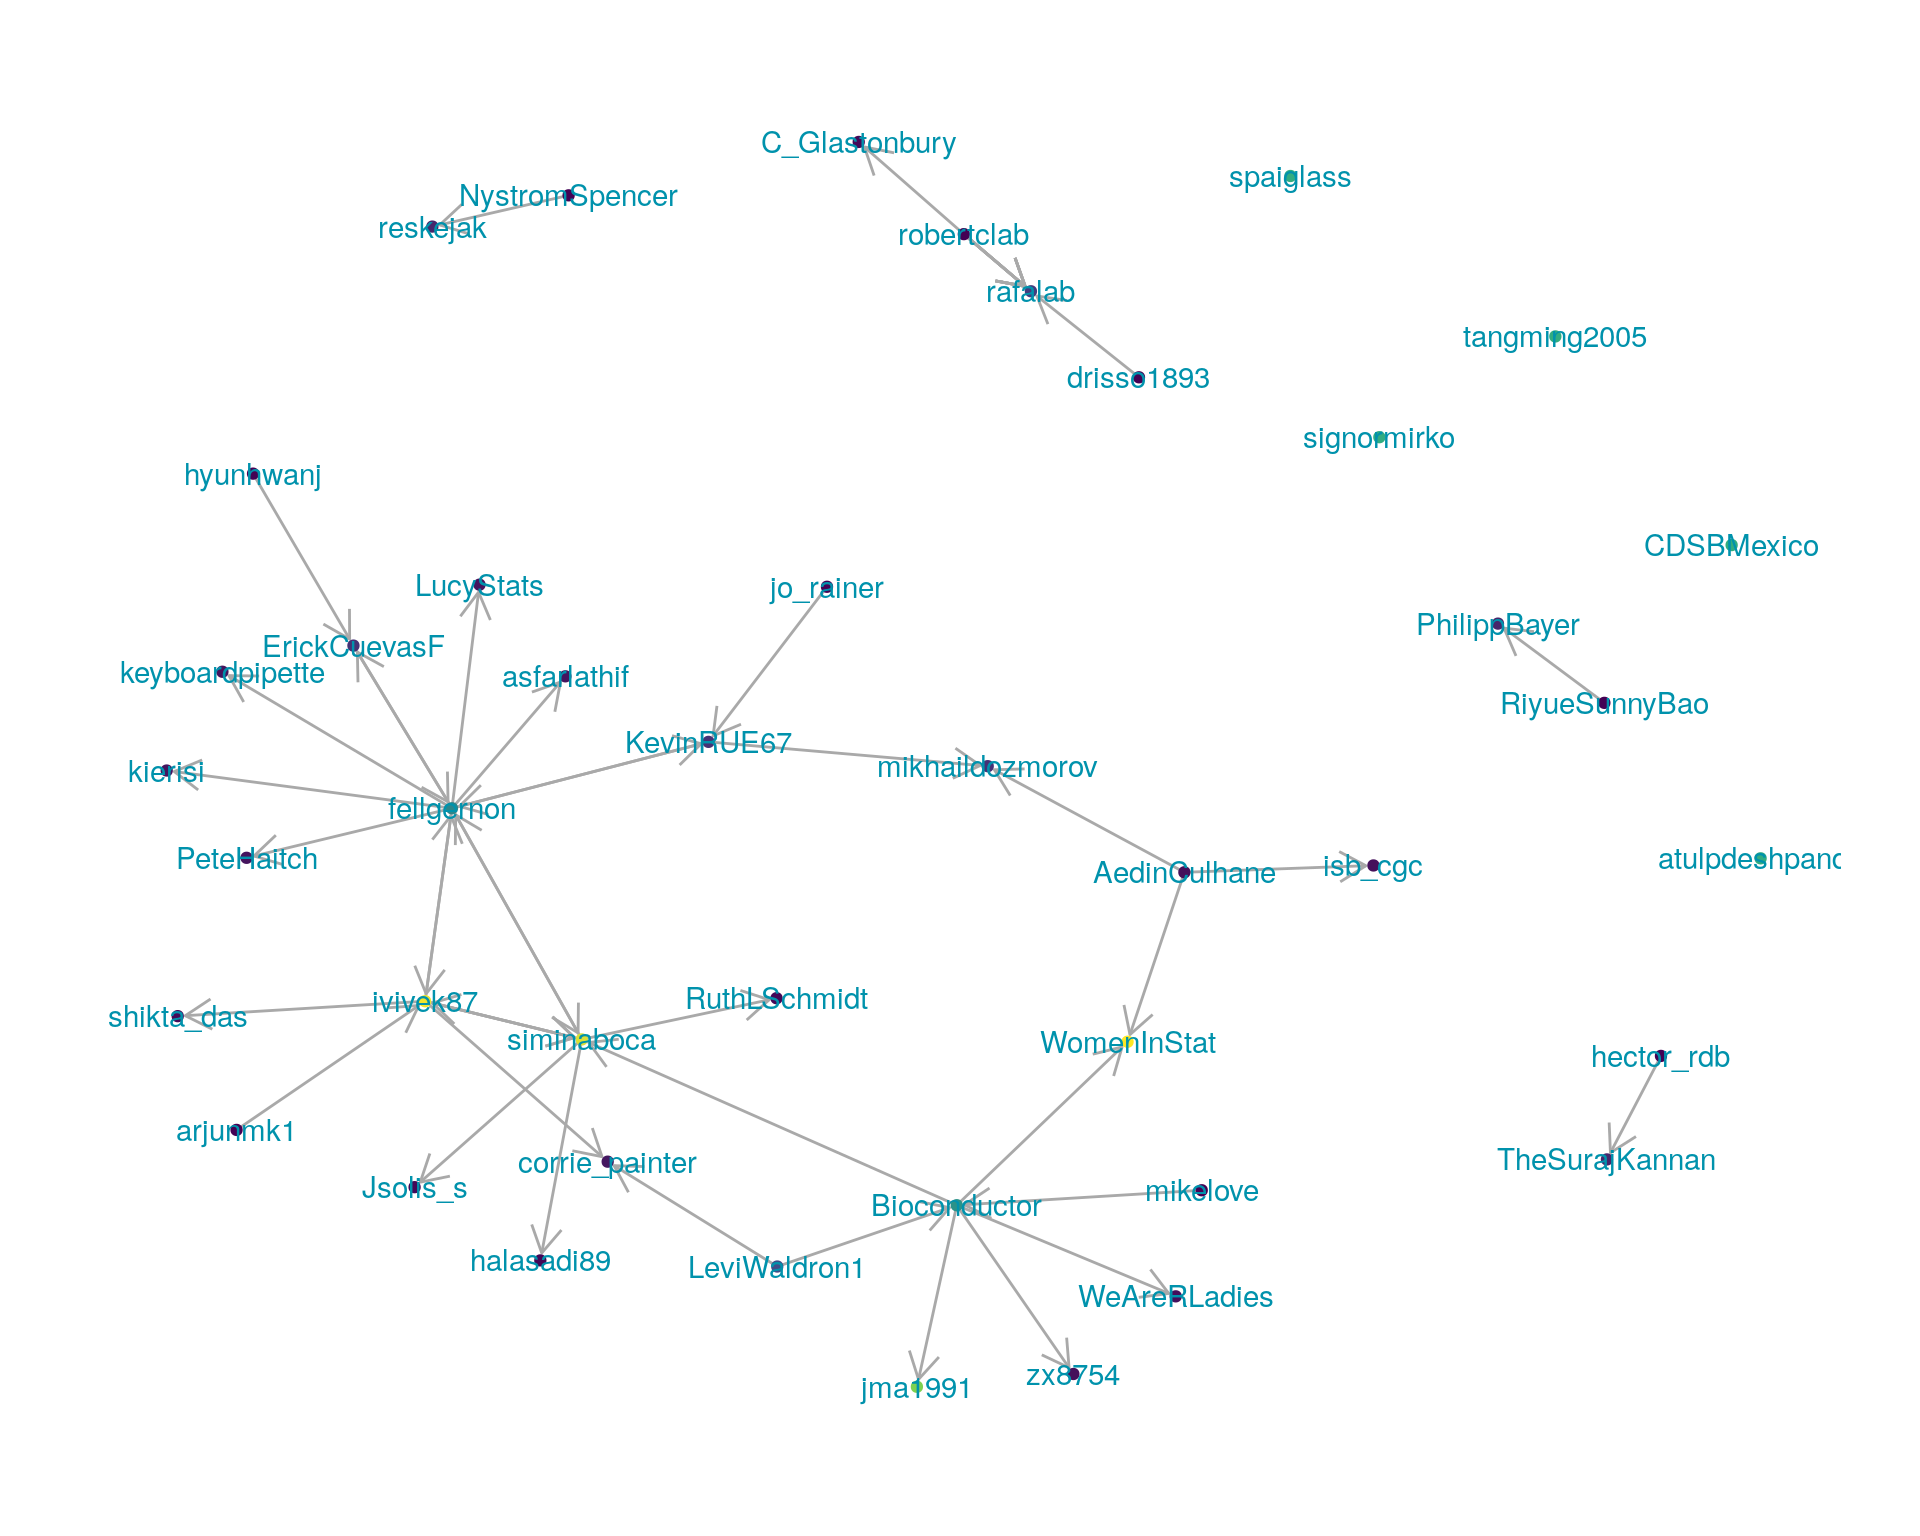 C_Glastonbury
spaiglass
NystromSpencer
reskejak
robertclab
rafalab
tangming2005
drisso1893
signormirko
hyunhwanj
CDSBMexico
LucyStats
jo_rainer
PhilippBayer
ErickCuevasF
keyboardpipette
asfarlathif
RiyueSunnyBao
KevinRUE67
kierisi
mikhaildozmorov
fellgernon
PeteHaitch
AedinCulhane
isb_cgc
atulpdeshpanc
ivivek87
RuthLSchmidt
shikta_das
siminaboca
WomenInStat
hector_rdb
arjunmk1
corrie_painter
TheSurajKannan
Jsolis_s
mikelove
Bioconductor
halasadi89
LeviWaldron1
WeAreRLadies
zx8754
jma1991